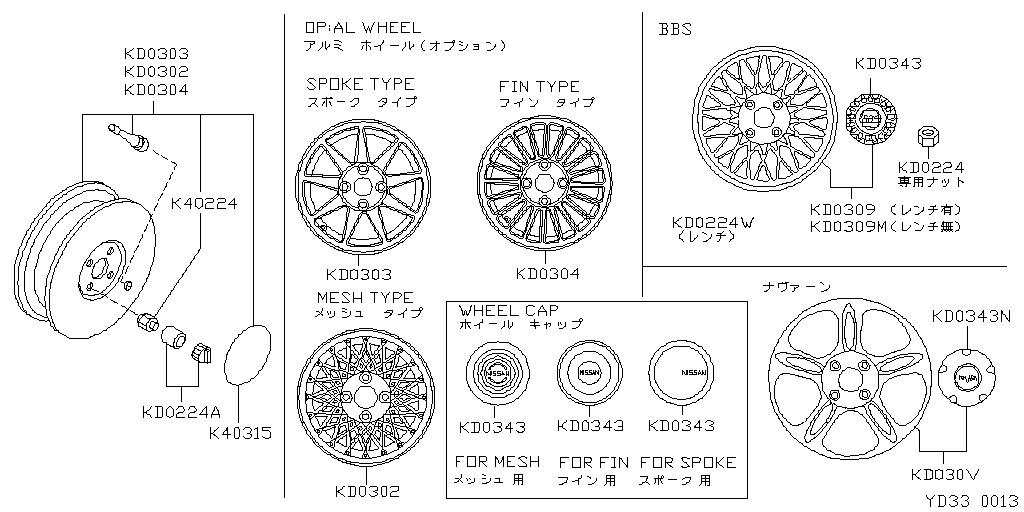 KD0303
KD0302
KD0304
K40224
KD0224A
K40315
OP:AL WHEEL
アルミ ホイール(オプション)
SPOKE TYPE
スポーク タイプ
FIN TYPE
フィン タイプ
KD0303
KD0304
MESH TYPE
メッシュ タイプ
KD0302
WHEEL CAP
ホイール キャップ
NISSAN
NISSAN
NISSAN
KD0343
KD0343
KD0343
FOR MESH
メッシュ 用
FOR FIN
フィン 用
FOR SPOKE
スポーク 用
BBS
KD0343
KD0224
専用ナット
KD0309 (レンチ有)
KD0309M(レンチ無)
KD0224W
(レンチ)
ナヴァーン
KD0343N
KD030V
YD33 0013